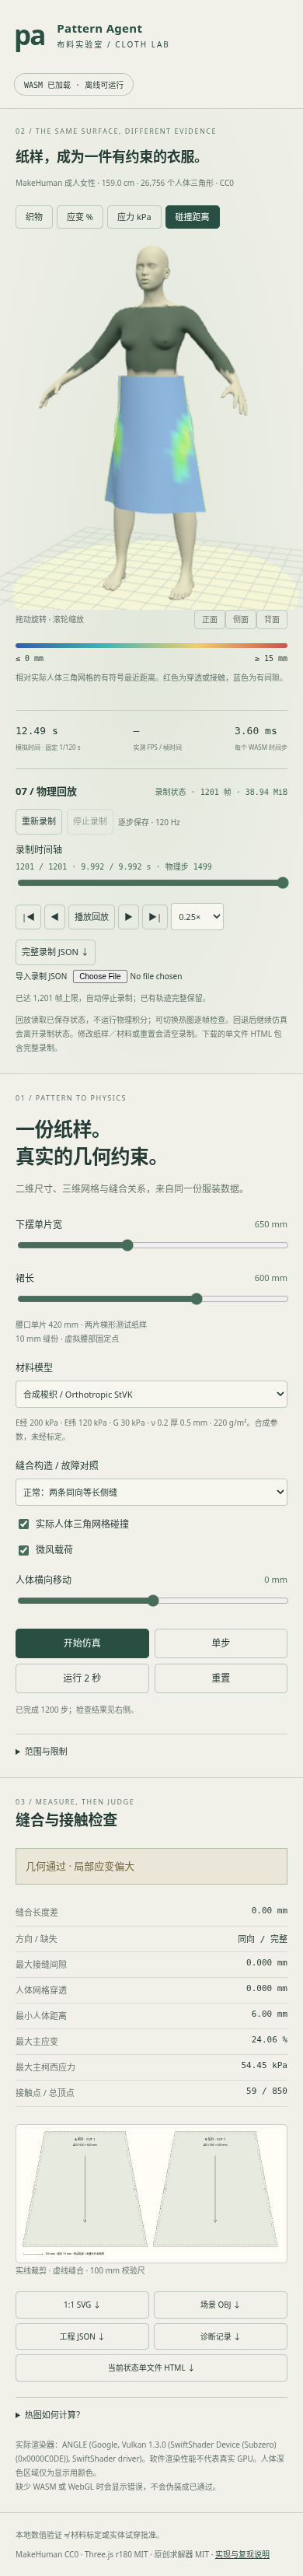 pa
Pattern Agent
布料实验室 / CLOTH LAB
WASM 已加载 · 离线可运行
02 / THE SAME SURFACE, DIFFERENT EVIDENCE
纸样，成为一件有约束的衣服。
MakeHuman 成人女性 · 159.0 cm · 26,756 个人体三角形 · CC0
织物
应变 %
应力 kPa
碰撞距离
拖动旋转 · 滚轮缩放
正面
侧面
背面
≤ 0 mm
≥ 15 mm
相对实际人体三角网格的有符号最近距离。红色为穿透或接触，蓝色为有间隙。
12.49 s
—
3.60 ms
模拟时间 · 固定 1/120 s
实测 FPS / 帧时间
每个 WASM 时间步
07 / 物理回放
录制状态 · 1201 帧 · 38.94 MiB
重新录制
停止录制
逐步保存 · 120 Hz
录制时间轴
1201 / 1201 · 9.992 / 9.992 s · 物理步 1499
|◀
◀
播放回放
▶
▶|
0.25×
完整录制 JSON ↓
导入录制 JSON
Choose File
No file chosen
已达 1,201 帧上限，自动停止录制；已有轨迹完整保留。
回放读取已保存状态，不运行物理积分；可切换热图逐帧检查。回退后继续仿真会离开录制状态。修改纸样／材料或重置会清空录制。下载的单文件 HTML 包含完整录制。
01 / PATTERN TO PHYSICS
一份纸样。
真实的几何约束。
二维尺寸、三维网格与缝合关系，来自同一份服装数据。
下摆单片宽
650 mm
裙长
600 mm
腰口单片 420 mm · 两片梯形测试纸样
10 mm 缝份 · 虚拟腰部固定点
材料模型
合成梭织 / Orthotropic StVK
E经 200 kPa · E纬 120 kPa · G 30 kPa · ν 0.2 厚 0.5 mm · 220 g/m²。合成参数，未经标定。
缝合构造 / 故障对照
正常：两条同向等长侧缝
实际人体三角网格碰撞
微风载荷
人体横向移动
0 mm
开始仿真
单步
运行 2 秒
重置
已完成 1200 步；检查结果见右侧。
范围与限制
03 / MEASURE, THEN JUDGE
缝合与接触检查
几何通过 · 局部应变偏大
缝合长度差
0.00 mm
方向 / 缺失
同向 / 完整
最大接缝间隙
0.000 mm
人体网格穿透
0.000 mm
最小人体距离
6.00 mm
最大主应变
24.06 %
最大主柯西应力
54.45 kPa
接触点 / 总顶点
59 / 850
实线裁剪 · 虚线缝合 · 100 mm 校验尺
1:1 SVG ↓
场景 OBJ ↓
工程 JSON ↓
诊断记录 ↓
当前状态单文件 HTML ↓
热图如何计算？
实际渲染器：ANGLE (Google, Vulkan 1.3.0 (SwiftShader Device (Subzero) (0x0000C0DE)), SwiftShader driver)。软件渲染性能不代表真实 GPU。人体深色区域仅为显示用颜色。
缺少 WASM 或 WebGL 时会显示错误，不会伪装成已通过。
本地数值验证 ≠ 材料标定或实体试穿批准。
MakeHuman CC0 · Three.js r180 MIT · 原创求解器 MIT · 实现与复现说明